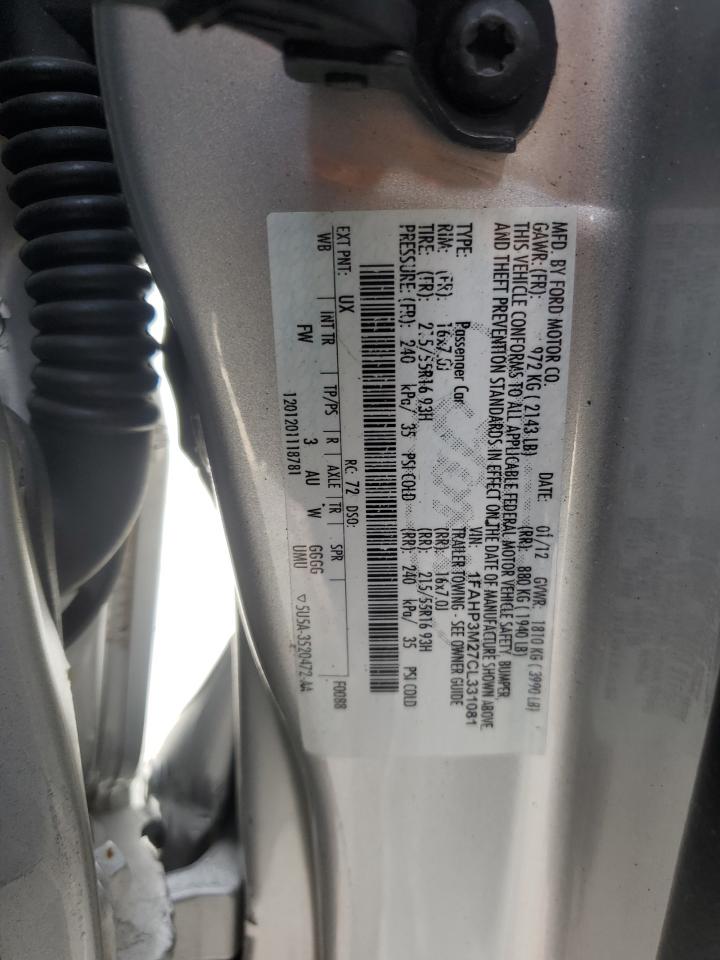 MFD. BY FORD MOTOR CO.
DATE: 01/12 GVWR: 1810 KG ( 3990 LB)
GAWR:(FR): 972 KG ( 2143 LB) (RR): 880 KG ( 1940 LB)
THIS VEHICLE CONFORMS TO ALL APPLICABLE FEDERAL MOTOR VEHICLE SAFETY, BUMPER,
AND THEFT PREVENTION STANDARDS IN EFFECT ON THE DATE OF MANUFACTURE SHOWN ABOVE
VIN: 1FAHP3M27CL331081
TYPE: Passenger Car TRAILER TOWING - SEE OWNER GUIDE
RIM: (FR): 16x7.0J (RR): 16x7.0J
TIRE: (FR): 215/55R16 93H (RR): 215/55R16 93H
PRESSURE: (FR): 240 kPa/ 35 PSI COLD (RR): 240 kPa/ 35 PSI COLD
EXT PNT: UX RC: 72 DSO: F0088
WB INT TR TP/PS R AXLE TR SPR
FW 3 AU W GGGG
UMU
120120111878​1 ▽5U5A-3520472-AA